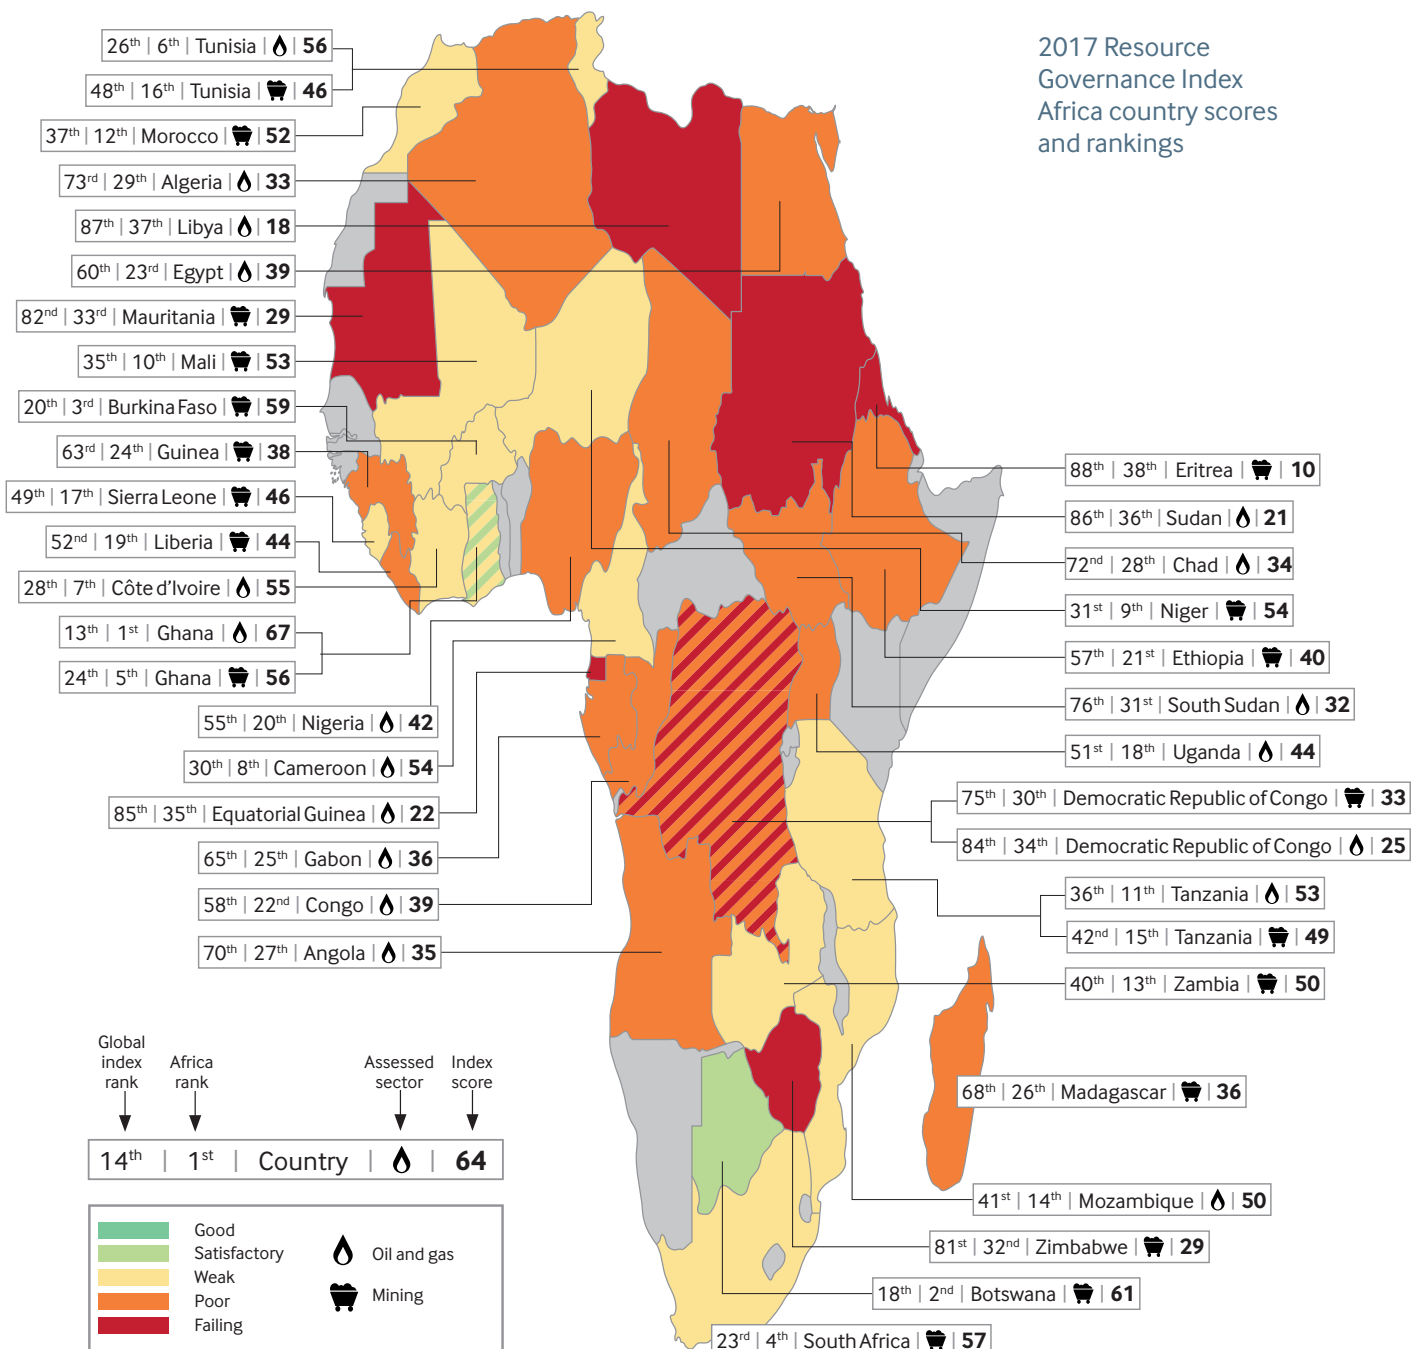 2017 Resource
Governance Index
Africa country scores
and rankings
26th | 6th | Tunisia | 56
48th | 16th | Tunisia | 46
37th | 12th | Morocco | 52
73rd | 29th | Algeria | 33
87th | 37th | Libya | 18
60th | 23rd | Egypt | 39
82nd | 33rd | Mauritania | 29
35th | 10th | Mali | 53
20th | 3rd | Burkina Faso | 59
63rd | 24th | Guinea | 38
49th | 17th | Sierra Leone | 46
52nd | 19th | Liberia | 44
28th | 7th | Côte d'Ivoire | 55
13th | 1st | Ghana | 67
24th | 5th | Ghana | 56
55th | 20th | Nigeria | 42
30th | 8th | Cameroon | 54
85th | 35th | Equatorial Guinea | 22
65th | 25th | Gabon | 36
58th | 22nd | Congo | 39
70th | 27th | Angola | 35
88th | 38th | Eritrea | 10
86th | 36th | Sudan | 21
72nd | 28th | Chad | 34
31st | 9th | Niger | 54
57th | 21st | Ethiopia | 40
76th | 31st | South Sudan | 32
51st | 18th | Uganda | 44
75th | 30th | Democratic Republic of Congo | 33
84th | 34th | Democratic Republic of Congo | 25
36th | 11th | Tanzania | 53
42nd | 15th | Tanzania | 49
40th | 13th | Zambia | 50
68th | 26th | Madagascar | 36
41st | 14th | Mozambique | 50
81st | 32nd | Zimbabwe | 29
18th | 2nd | Botswana | 61
23rd | 4th | South Africa | 57
Global
index
rank
Africa
rank
Assessed
sector
Index
score
14th | 1st | Country | 64
Good
Satisfactory
Weak
Poor
Failing
Oil and gas
Mining